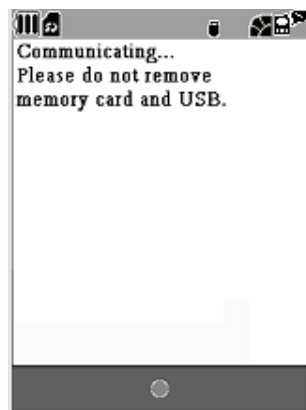 Communicating...
Please do not remove
memory card and USB.